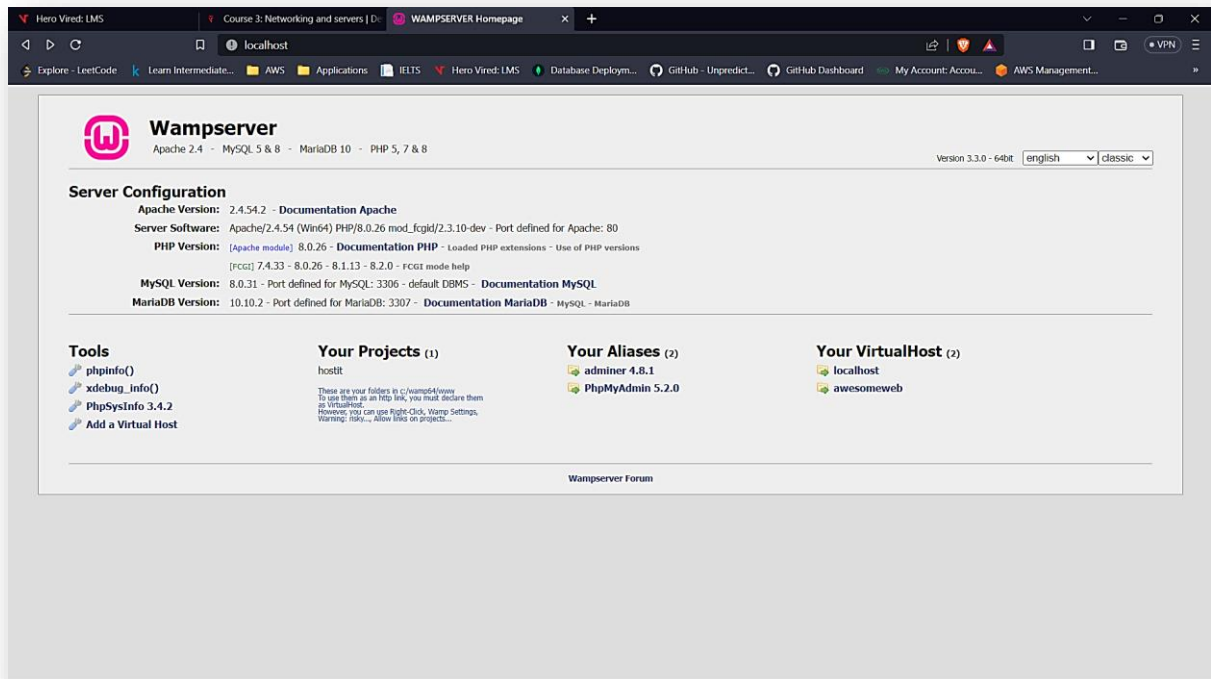 Hero Vired: LMS
Course 3: Networking and servers | De
WAMPSERVER Homepage
localhost
VPN
Explore - LeetCode
Learn Intermediate...
AWS
Applications
IELTS
Hero Vired: LMS
Database Deploym...
GitHub - Unpredict...
GitHub Dashboard
My Account: Accou...
AWS Management...
Wampserver
Apache 2.4 - MySQL 5 & 8 - MariaDB 10 - PHP 5, 7 & 8
Version 3.3.0 - 64bit english classic
Server Configuration
Apache Version: 2.4.54.2 - Documentation Apache
Server Software: Apache/2.4.54 (Win64) PHP/8.0.26 mod_fcgid/2.3.10-dev - Port defined for Apache: 80
PHP Version: [Apache module] 8.0.26 - Documentation PHP - Loaded PHP extensions - Use of PHP versions
[FCGI] 7.4.33 - 8.0.26 - 8.1.13 - 8.2.0 - FCGI mode help
MySQL Version: 8.0.31 - Port defined for MySQL: 3306 - default DBMS - Documentation MySQL
MariaDB Version: 10.10.2 - Port defined for MariaDB: 3307 - Documentation MariaDB - MySQL - MariaDB
Tools
phpinfo()
xdebug_info()
PhpSysInfo 3.4.2
Add a Virtual Host
Your Projects (1)
hostit
These are your folders in c:/wamp64/www
To use them as an http link, you must declare them
as VirtualHost.
However, you can use Right-Click, Wamp Settings,
Warning: risky..., Allow links on projects...
Your Aliases (2)
adminer 4.8.1
PhpMyAdmin 5.2.0
Your VirtualHost (2)
localhost
awesomeweb
Wampserver Forum